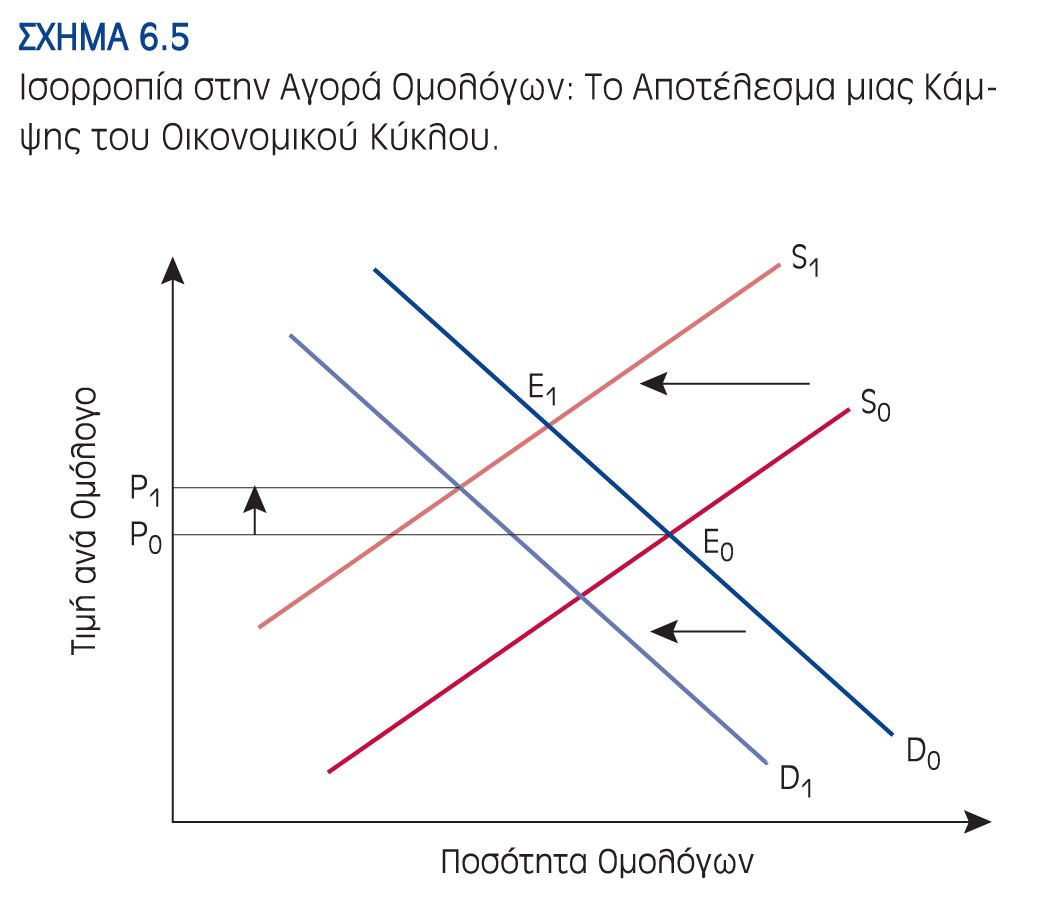 ΣΧΗΜΑ 6.5
Ισορροπία στην Αγορά Ομολόγων: Το Αποτέλεσμα μιας Κάμ-
ψης του Οικονομικού Κύκλου.
S₁
E₁
S₀
P₁
P₀
E₀
D₀
D₁
Τιμή ανά Ομόλογο
Ποσότητα Ομολόγων